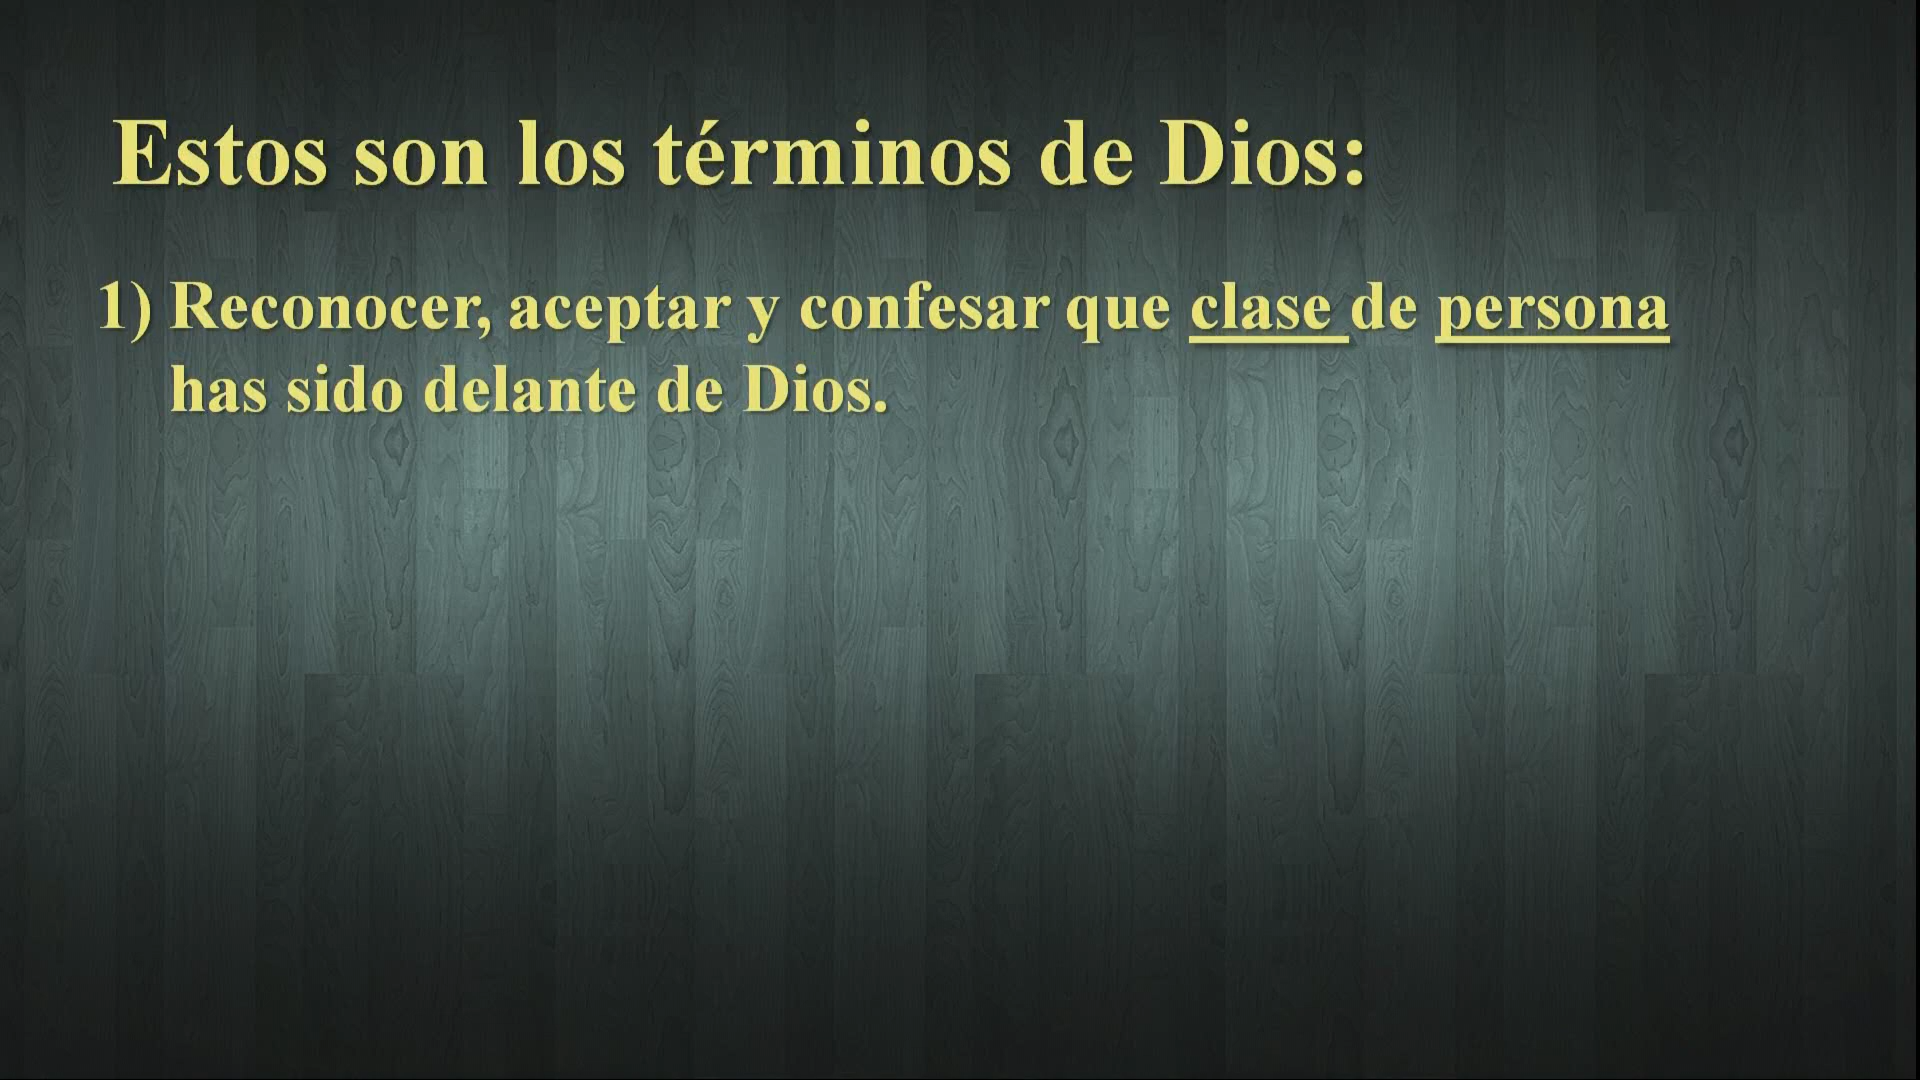 Estos son los términos de Dios:
1) Reconocer, aceptar y confesar que clase de persona
has sido delante de Dios.